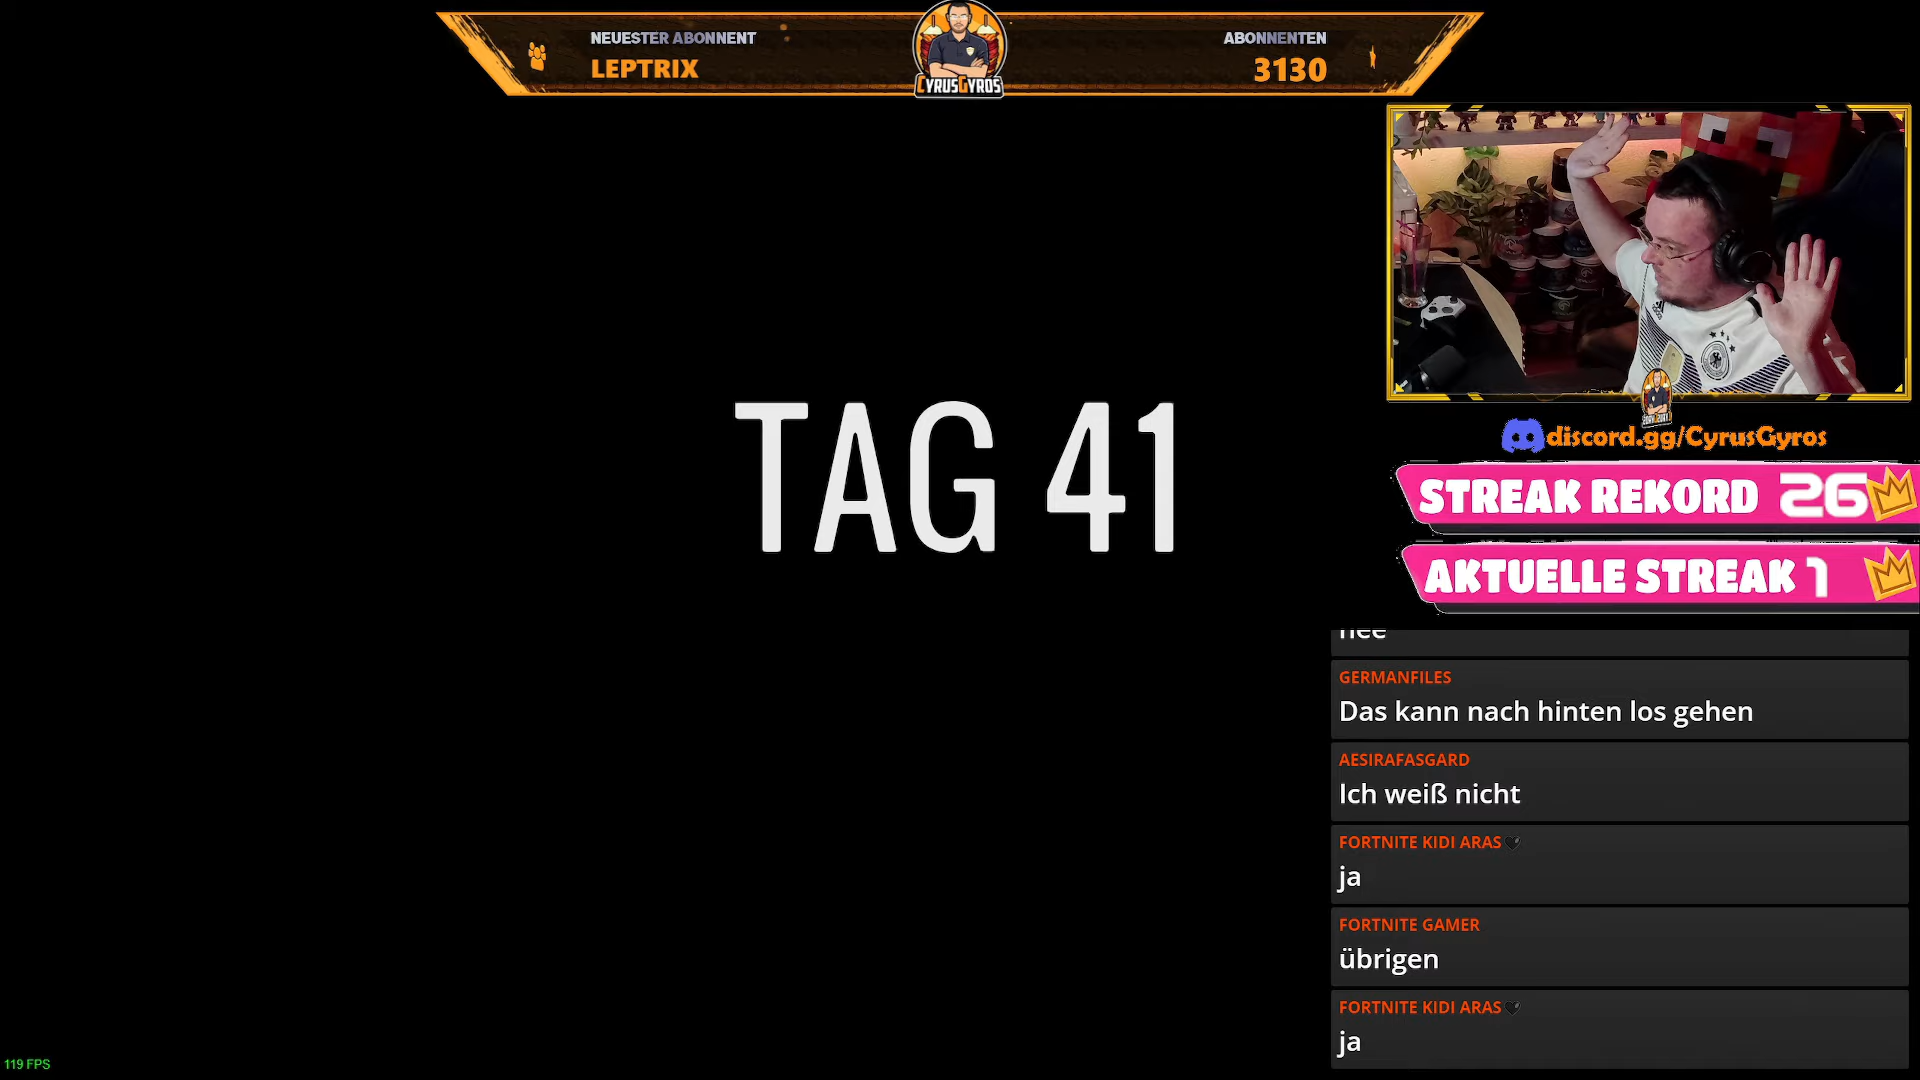 NEUESTER ABONNENT
LEPTRIX
CYRUSGYROS
ABONNENTEN
3130
TAG 41
discord.gg/CyrusGyros
STREAK REKORD 26
AKTUELLE STREAK 1
nee
GERMANFILES
Das kann nach hinten los gehen
AESIRAFASGARD
Ich weiß nicht
FORTNITE KIDI ARAS🖤
ja
FORTNITE GAMER
übrigen
FORTNITE KIDI ARAS🖤
ja
119 FPS